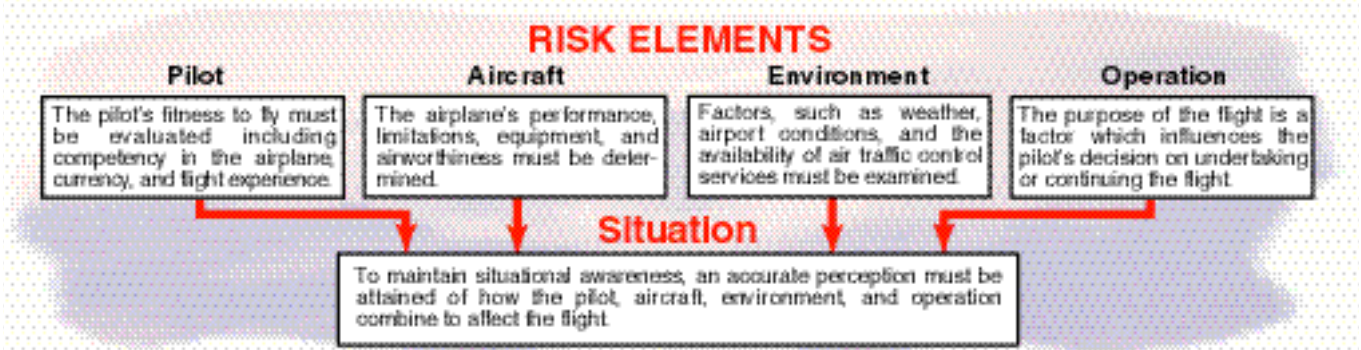 RISK ELEMENTS
Pilot
The pilot's fitness to fly must
be evaluated including
competency in the airplane,
currency, and flight experience.
Aircraft
The airplane's performance,
limitations, equipment, and
airworthiness must be deter-
mined.
Environment
Factors, such as weather,
airport conditions, and the
availability of air traffic control
services must be examined.
Operation
The purpose of the flight is a
factor which influences the
pilot's decision on undertaking
or continuing the flight.
Situation
To maintain situational awareness, an accurate perception must be
attained of how the pilot, aircraft, environment, and operation
combine to affect the flight.